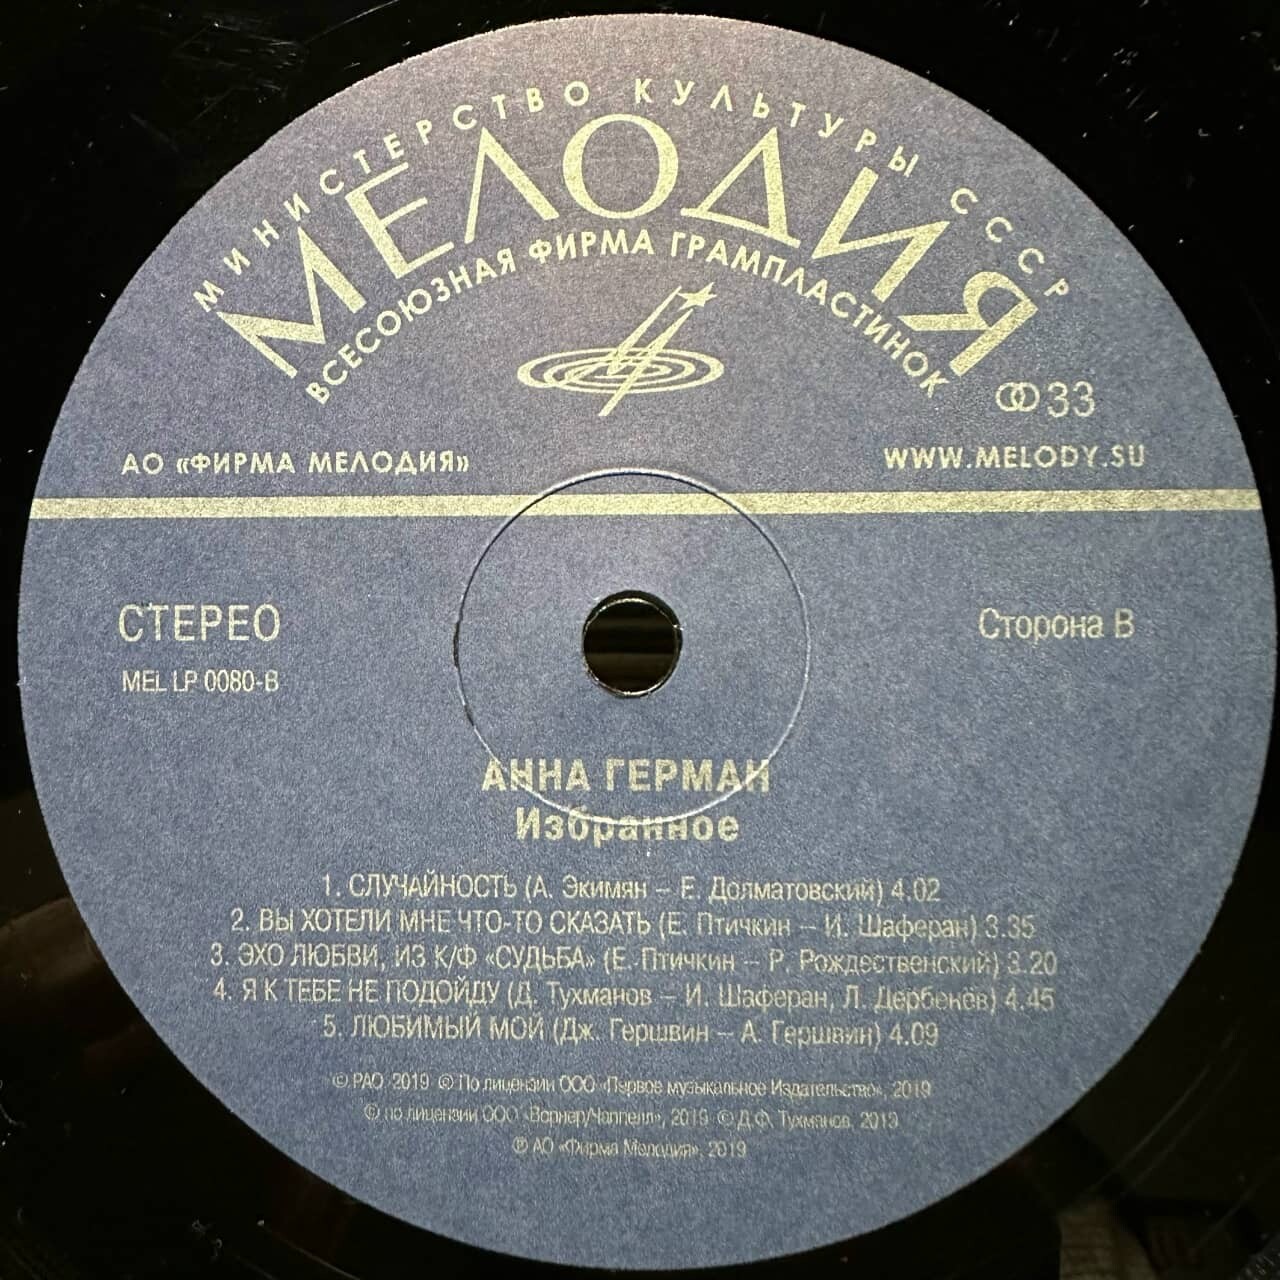 МИНИСТЕРСТВО КУЛЬТУРЫ СССР
МЕЛОДИЯ
ВСЕСОЮЗНАЯ ФИРМА ГРАМПЛАСТИНОК
33
АО «ФИРМА МЕЛОДИЯ»
WWW.MELODY.SU
СТЕРЕО
Сторона B
MEL LP 0080-B
АННА ГЕРМАН
Избранное
1. СЛУЧАЙНОСТЬ (А. Экимян – Е. Долматовский) 4.02
2. ВЫ ХОТЕЛИ МНЕ ЧТО-ТО СКАЗАТЬ (Е. Птичкин – И. Шаферан) 3.35
3. ЭХО ЛЮБВИ, ИЗ К/Ф «СУДЬБА» (Е. Птичкин – Р. Рождественский) 3.20
4. Я К ТЕБЕ НЕ ПОДОЙДУ (Д. Тухманов – И. Шаферан, Л. Дербенёв) 4.45
5. ЛЮБИМЫЙ МОЙ (Дж. Гершвин – А. Гершвин) 4.09
© РАО, 2019 © По лицензии ООО «Первое музыкальное Издательство», 2019
© по лицензии ООО «Ворнер/Чаппелл», 2019 © Д.Ф. Тухманов, 2013
℗ АО «Фирма Мелодия», 2019